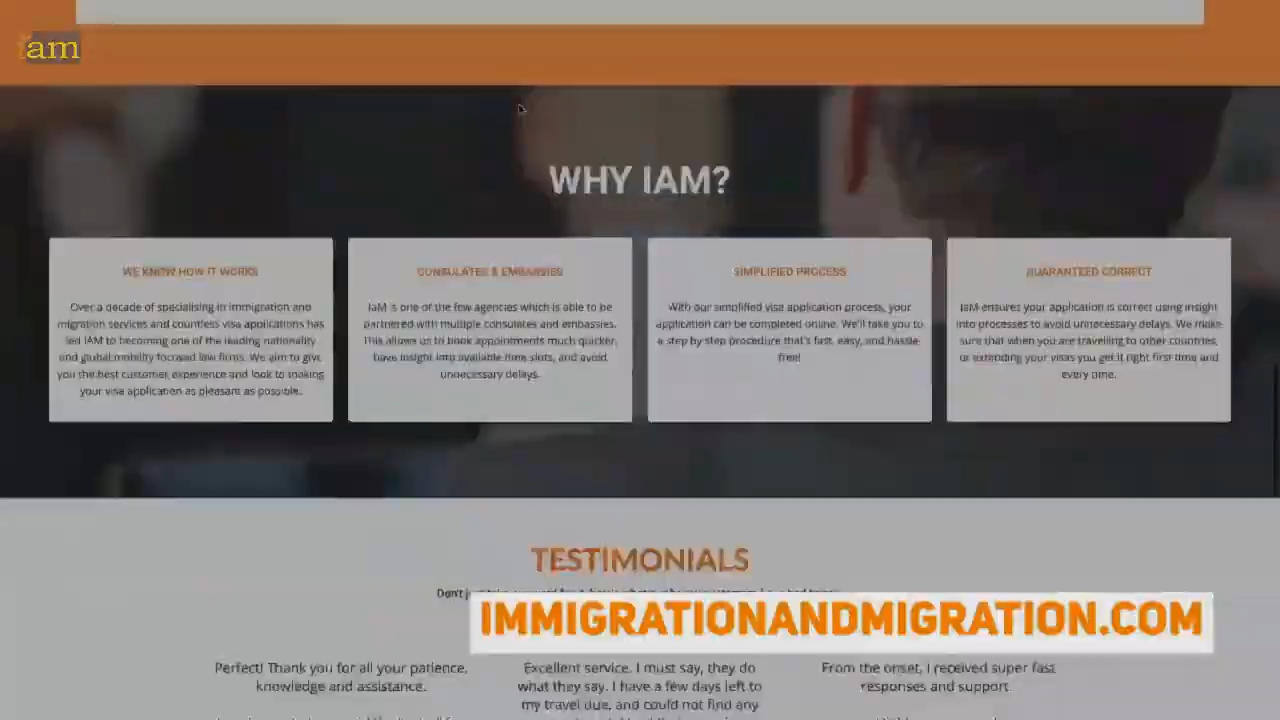 iam
WHY IAM?
WE KNOW HOW IT WORKS
Over a decade of specialising in immigration and
migration services and countless visa applications has
led IAM to becoming one of the leading nationality
and global mobility focused law firms. We aim to give
you the best customer experience and look to making
your visa application as pleasant as possible.
CONSULATES & EMBASSIES
IaM is one of the few agencies which is able to be
partnered with multiple consulates and embassies.
This allows us to book appointments much quicker,
have insight into available time slots, and avoid
unnecessary delays.
SIMPLIFIED PROCESS
With our simplified visa application process, your
application can be completed online. We'll take you to
a step by step procedure that's fast, easy, and hassle-
free!
GUARANTEED CORRECT
IaM ensures your application is correct using insight
into processes to avoid unnecessary delays. We make
sure that when you are travelling to other countries,
or extending your visas you get it right first time and
every time.
TESTIMONIALS
Don't
IMMIGRATIONANDMIGRATION.COM
Perfect! Thank you for all your patience,
knowledge and assistance.
Excellent service. I must say, they do
what they say. I have a few days left to
my travel due, and could not find any
From the onset, I received super fast
responses and support